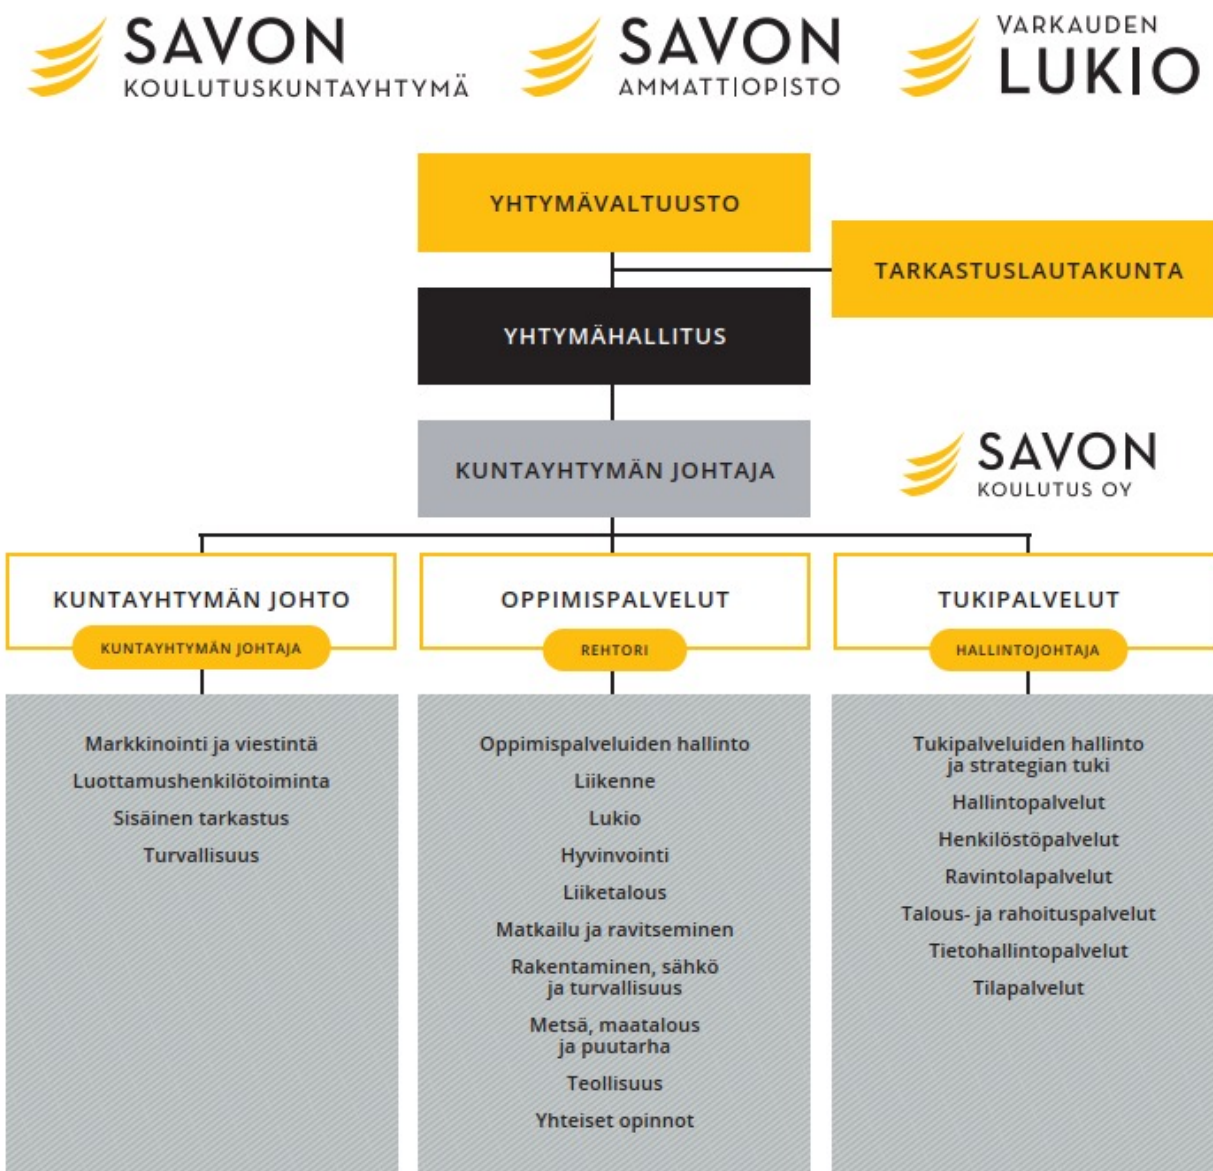 SAVON
KOULUTUSKUNTAYHTYMÄ
SAVON
AMMATTIOPISTO
VARKAUDEN
LUKIO
YHTYMÄVALTUUSTO
TARKASTUSLAUTAKUNTA
YHTYMÄHALLITUS
KUNTAYHTYMÄN JOHTAJA
SAVON
KOULUTUS OY
KUNTAYHTYMÄN JOHTO
KUNTAYHTYMÄN JOHTAJA
Markkinointi ja viestintä
Luottamushenkilötoiminta
Sisäinen tarkastus
Turvallisuus
OPPIMISPALVELUT
REHTORI
Oppimispalveluiden hallinto
Liikenne
Lukio
Hyvinvointi
Liiketalous
Matkailu ja ravitseminen
Rakentaminen, sähkö
ja turvallisuus
Metsä, maatalous
ja puutarha
Teollisuus
Yhteiset opinnot
TUKIPALVELUT
HALLINTOJOHTAJA
Tukipalveluiden hallinto
ja strategian tuki
Hallintopalvelut
Henkilöstöpalvelut
Ravintolapalvelut
Talous- ja rahoituspalvelut
Tietohallintopalvelut
Tilapalvelut